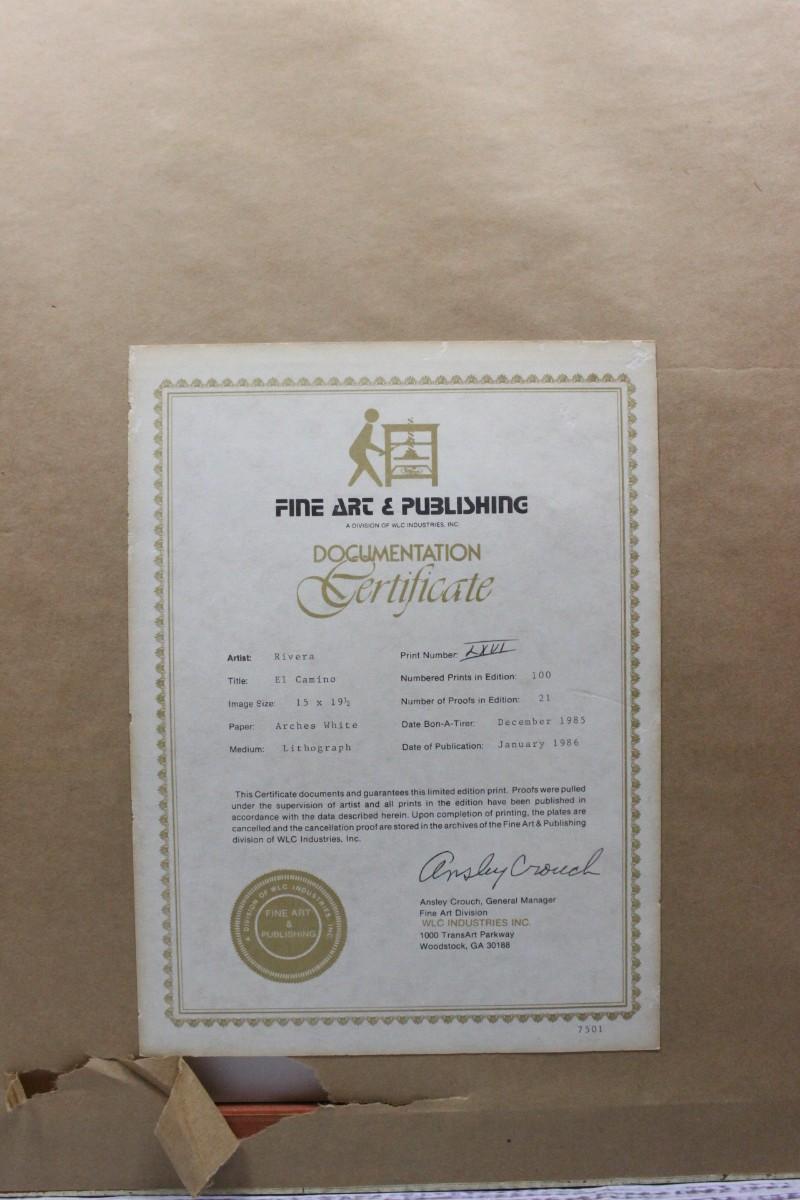 FINE ART & PUBLISHING
A DIVISION OF WLC INDUSTRIES, INC.
DOCUMENTATION
Certificate
Artist: Rivera
Title: El Camino
Image Size: 15 x 19½
Paper: Arches White
Medium: Lithograph
Print Number: LXVI
Numbered Prints in Edition: 100
Number of Proofs in Edition: 21
Date Bon-A-Tirer: December 1985
Date of Publication: January 1986
This Certificate documents and guarantees this limited edition print. Proofs were pulled
under the supervision of artist and all prints in the edition have been published in
accordance with the data described herein. Upon completion of printing, the plates are
cancelled and the cancellation proof are stored in the archives of the Fine Art & Publishing
division of WLC Industries, Inc.
A DIVISION OF WLC INDUSTRIES, INC.
FINE ART
&
PUBLISHING
Ansley Crouch
Ansley Crouch, General Manager
Fine Art Division
WLC INDUSTRIES INC.
1000 TransArt Parkway
Woodstock, GA 30188
7501